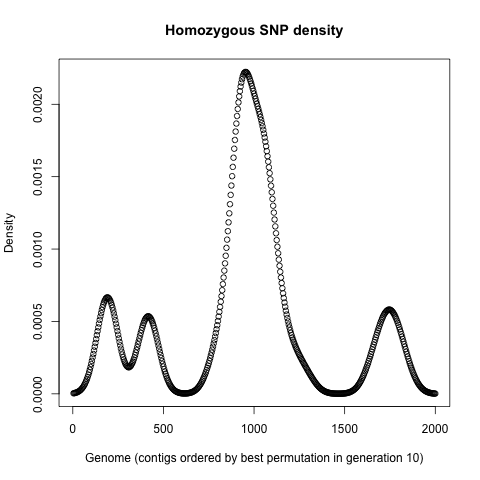 Homozygous SNP density
Density
0.0020
0.0015
0.0010
0.0005
0.0000
0 500 1000 1500 2000
Genome (contigs ordered by best permutation in generation 10)